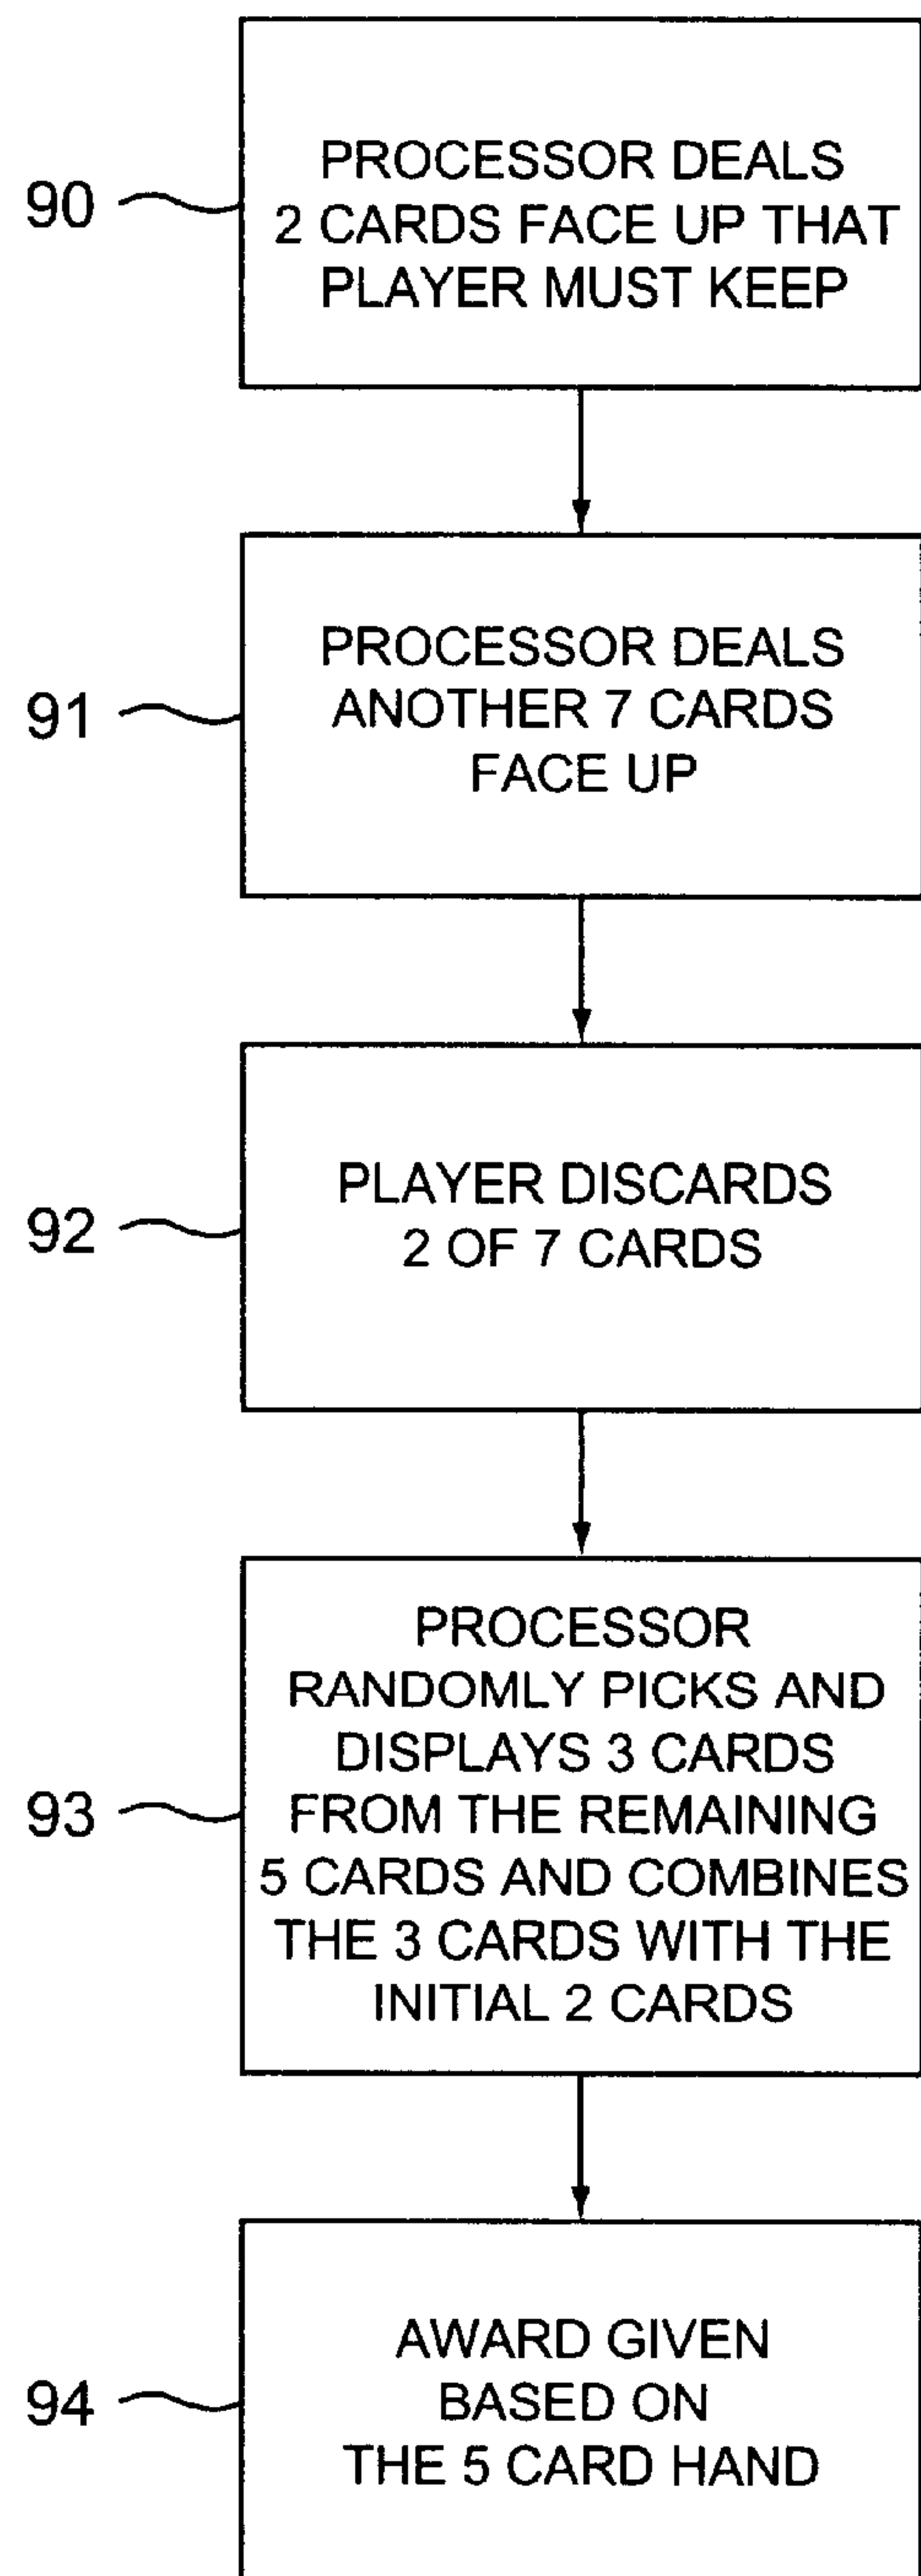 90
PROCESSOR DEALS
2 CARDS FACE UP THAT
PLAYER MUST KEEP
91
PROCESSOR DEALS
ANOTHER 7 CARDS
FACE UP
92
PLAYER DISCARDS
2 OF 7 CARDS
93
PROCESSOR
RANDOMLY PICKS AND
DISPLAYS 3 CARDS
FROM THE REMAINING
5 CARDS AND COMBINES
THE 3 CARDS WITH THE
INITIAL 2 CARDS
94
AWARD GIVEN
BASED ON
THE 5 CARD HAND